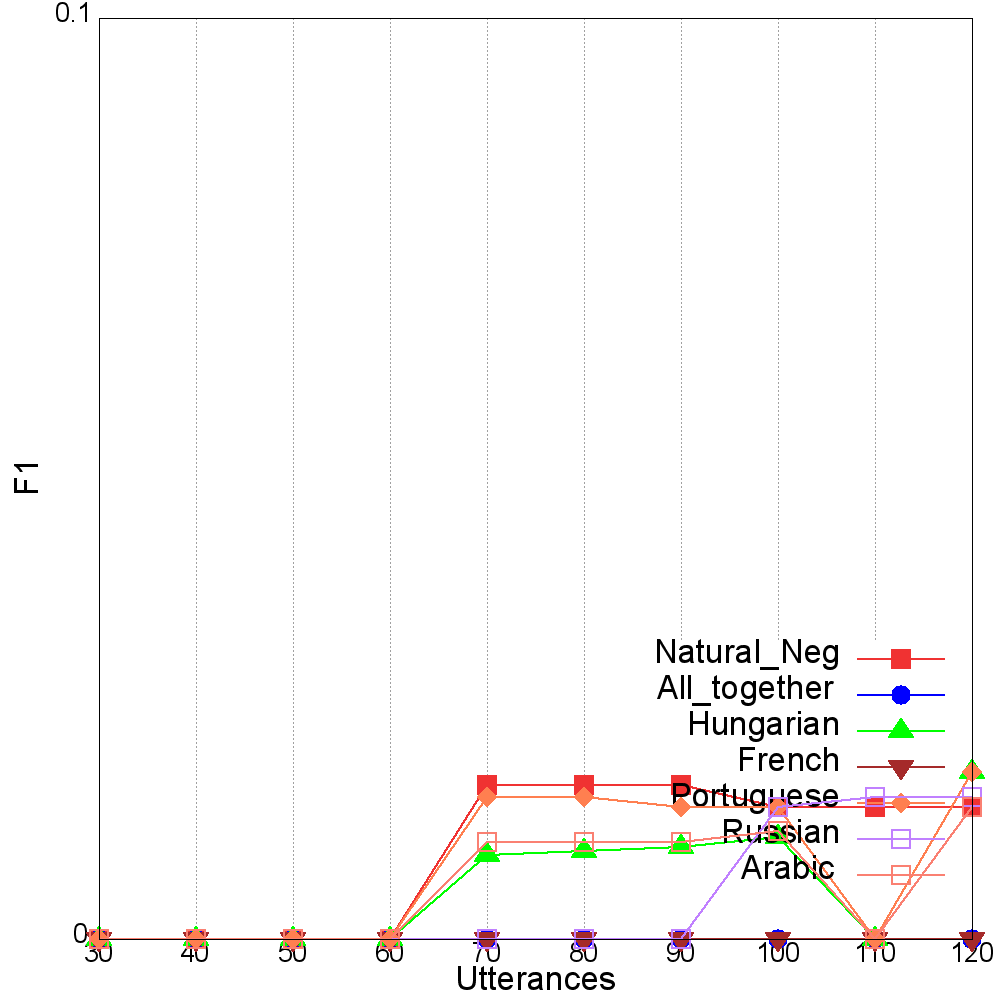 0.1
F1
Natural_Neg
All_together
Hungarian
French
Portuguese
Russian
Arabic
0
30 40 50 60 70 80 90 100 110 120
Utterances